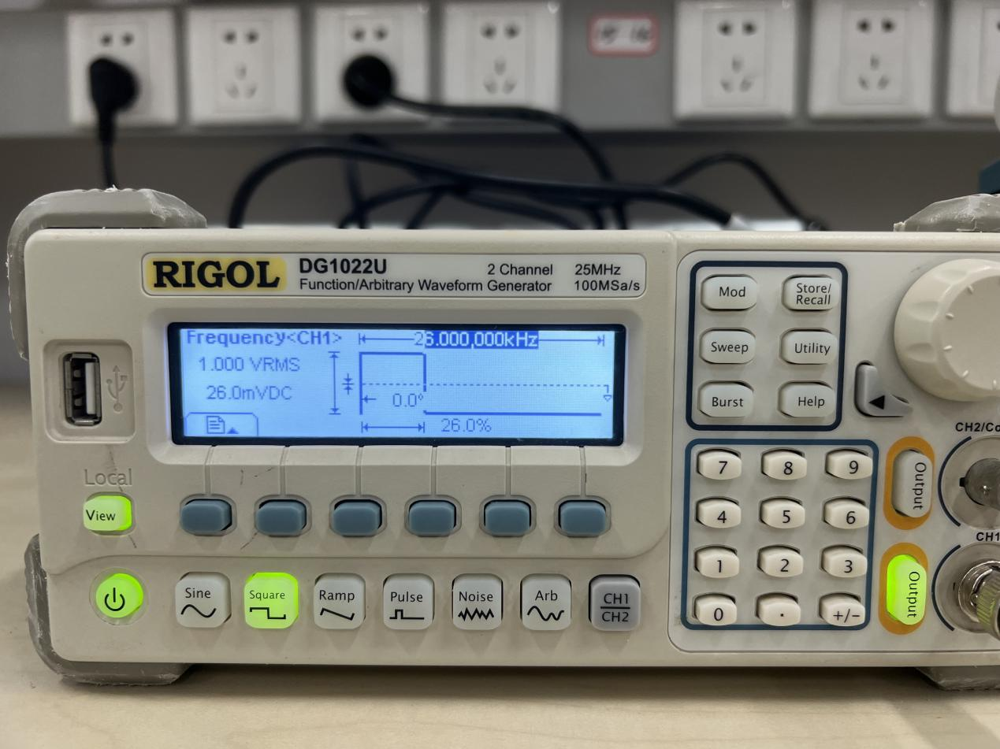 RIGOL
DG1022U
2 Channel 25MHz
Function/Arbitrary Waveform Generator 100MSa/s
Frequency<CH1>
26.000,000kHz
1.000 VRMS
26.0mVDC
0.0°
26.0%
Local
View
Sine
Square
Ramp
Pulse
Noise
Arb
CH1
CH2
Mod
Store/
Recall
Sweep
Utility
Burst
Help
7 8 9
4 5 6
1 2 3
0 . +/−
CH2/Co
Output
CH1
Output